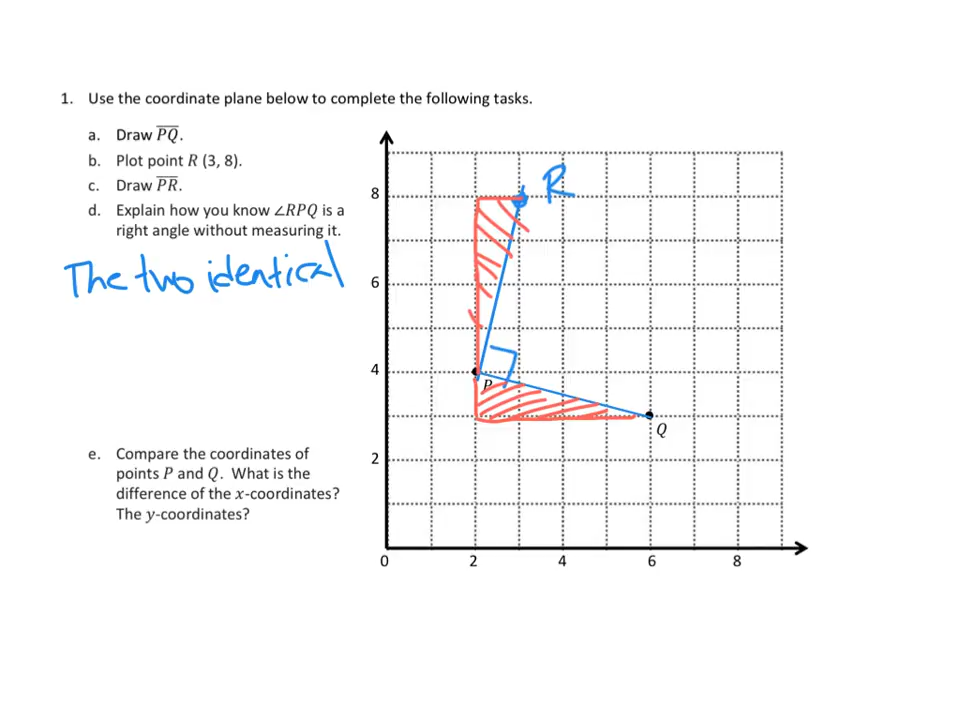 1. Use the coordinate plane below to complete the following tasks.
a. Draw P̅Q̅.
b. Plot point R (3, 8).
c. Draw P̅R̅.
d. Explain how you know ∠RPQ is a
right angle without measuring it.
The two identical
e. Compare the coordinates of
points P and Q. What is the
difference of the x-coordinates?
The y-coordinates?
R
8
6
4
P
Q
2
0 2 4 6 8